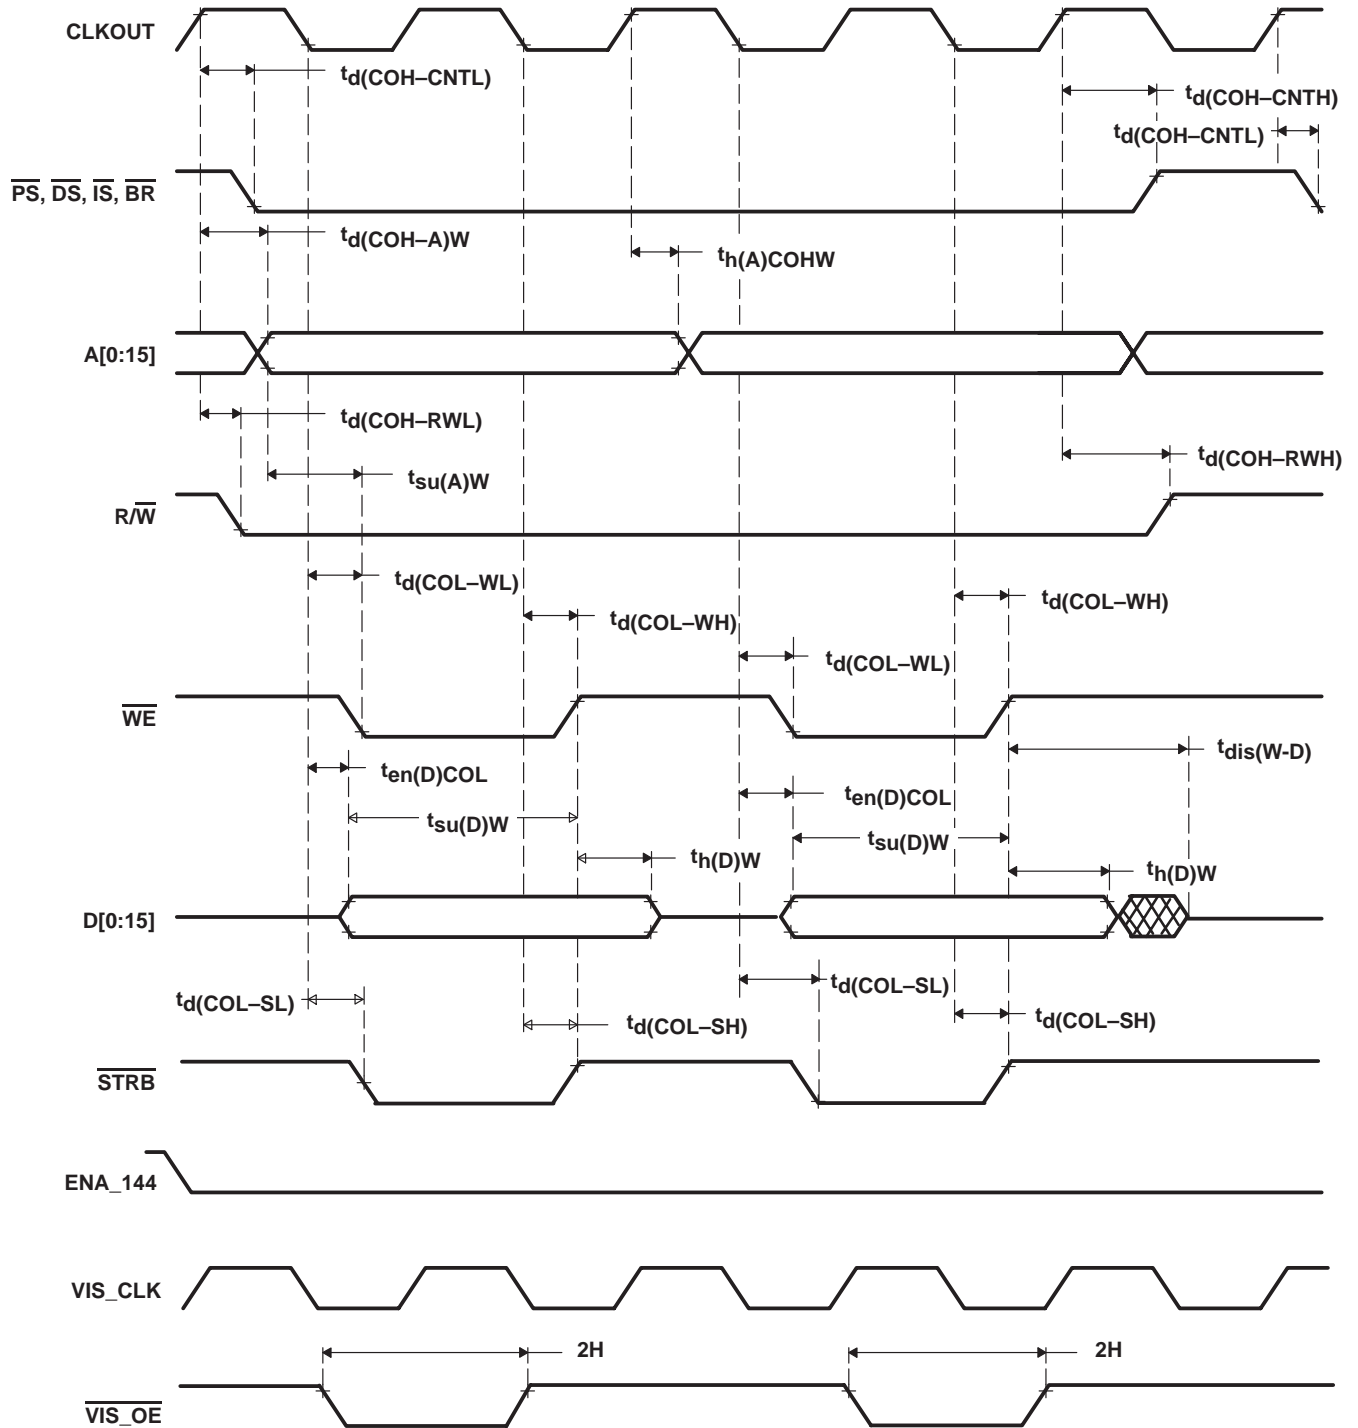 CLKOUT
td(COH–CNTL)
td(COH–CNTH)
td(COH–CNTL)
PS, DS, IS, BR
td(COH–A)W
th(A)COHW
A[0:15]
td(COH–RWL)
td(COH–RWH)
tsu(A)W
R/W
td(COL–WL)
td(COL–WH)
td(COL–WH)
td(COL–WL)
WE
tdis(W-D)
ten(D)COL
ten(D)COL
tsu(D)W
tsu(D)W
th(D)W
th(D)W
D[0:15]
td(COL–SL)
td(COL–SL)
td(COL–SH)
td(COL–SH)
STRB
ENA_144
VIS_CLK
2H
2H
VIS_OE